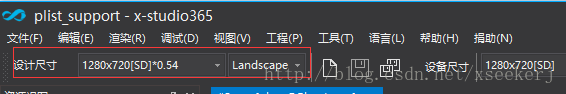 plist_support - x-studio365
文件(F) 编辑(E) 渲染(R) 调试(D) 视图(V) 工程(P) 工具(T) 语言(L) 帮助(H) 捐助(N)
设计尺寸 1280x720[SD]*0.54 Landscape 设备尺寸 1280x720[SD]
http://blog.csdn.net/xseekerj